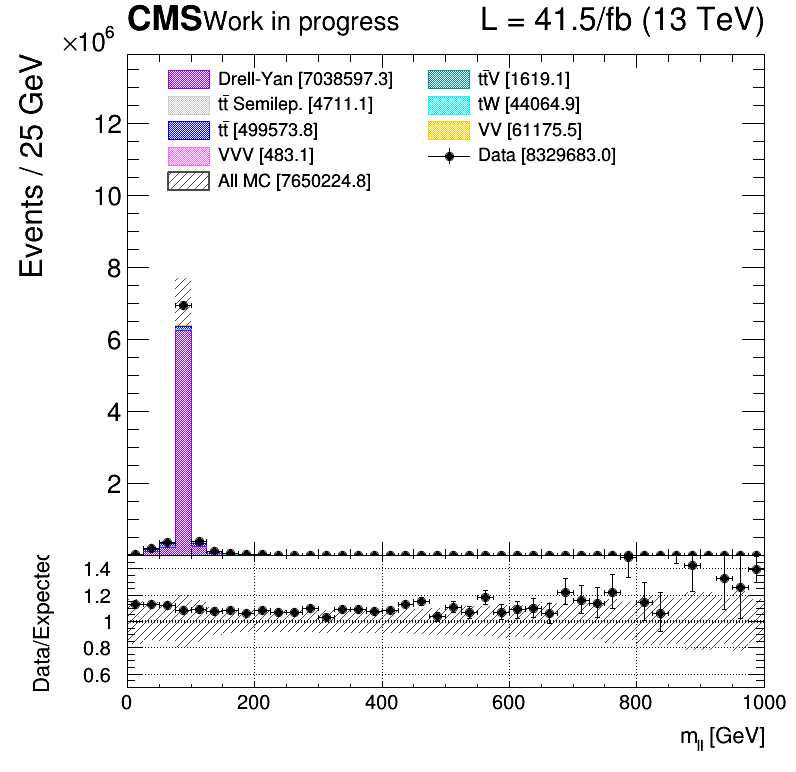 CMS Work in progress L = 41.5/fb (13 TeV)
×10⁶
Events / 25 GeV
Drell-Yan [7038597.3]
tt̄ Semilep. [4711.1]
tt̄ [499573.8]
VVV [483.1]
All MC [7650224.8]
tt̄V [1619.1]
tW [44064.9]
VV [61175.5]
Data [8329683.0]
12
10
8
6
4
2
Data/Expected
1.4
1.2
1
0.8
0.6
0 200 400 600 800 1000
m_ll [GeV]